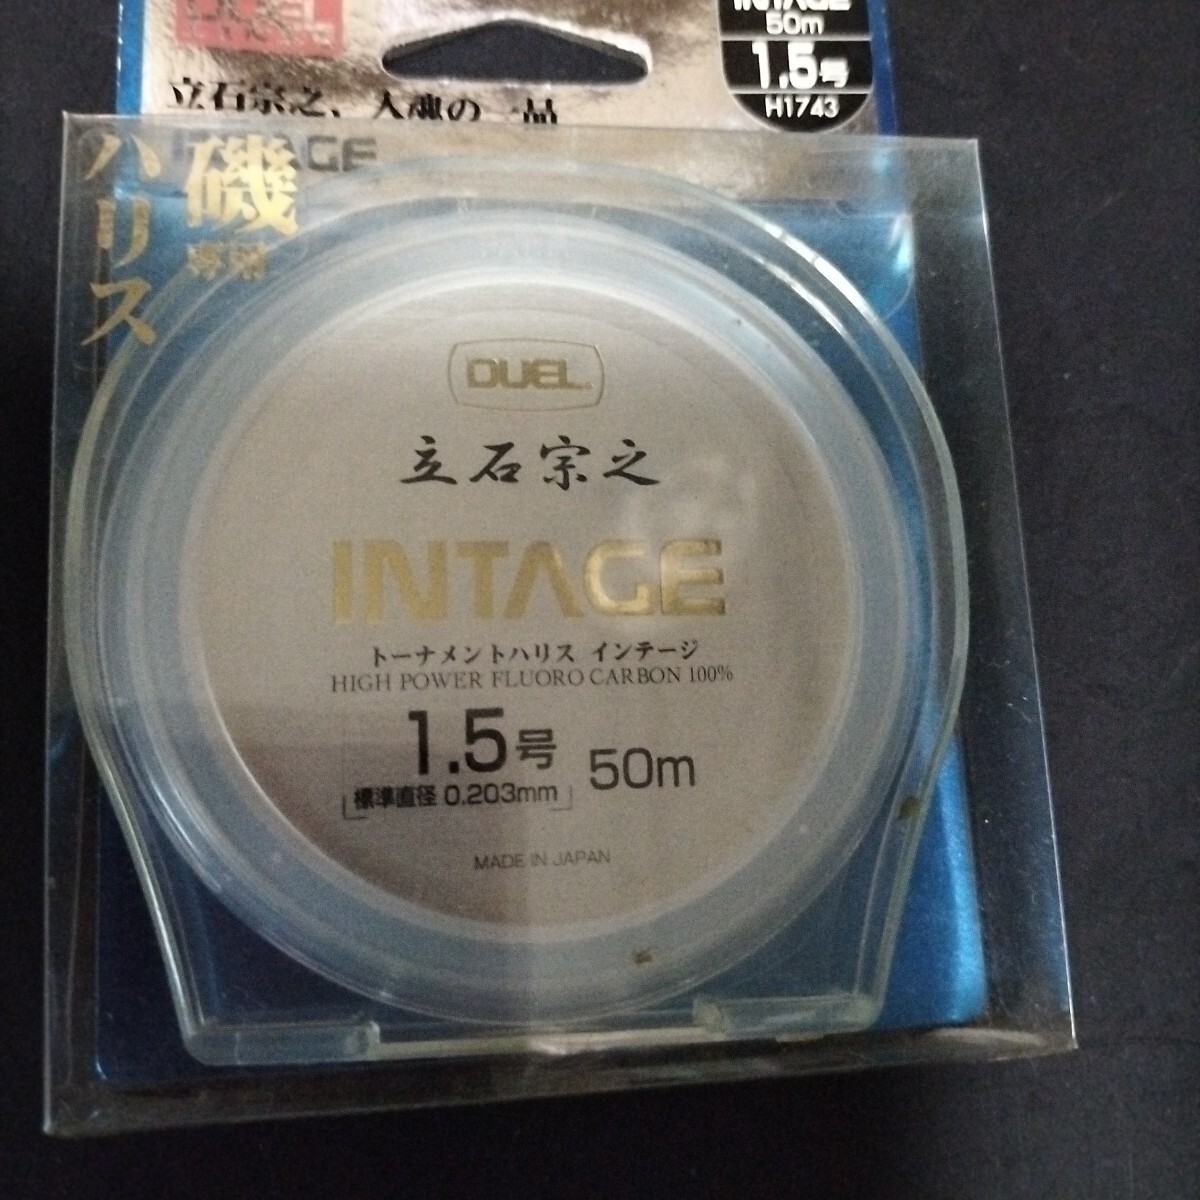 DUEL
INTAGE
50m
1.5号
H1743
立石宗之、入魂の一品
磯
専用
ハリス
DUEL
立石宗之
INTAGE
トーナメントハリス インテージ
HIGH POWER FLUORO CARBON 100%
1.5号 50m
標準直径 0.203mm
MADE IN JAPAN